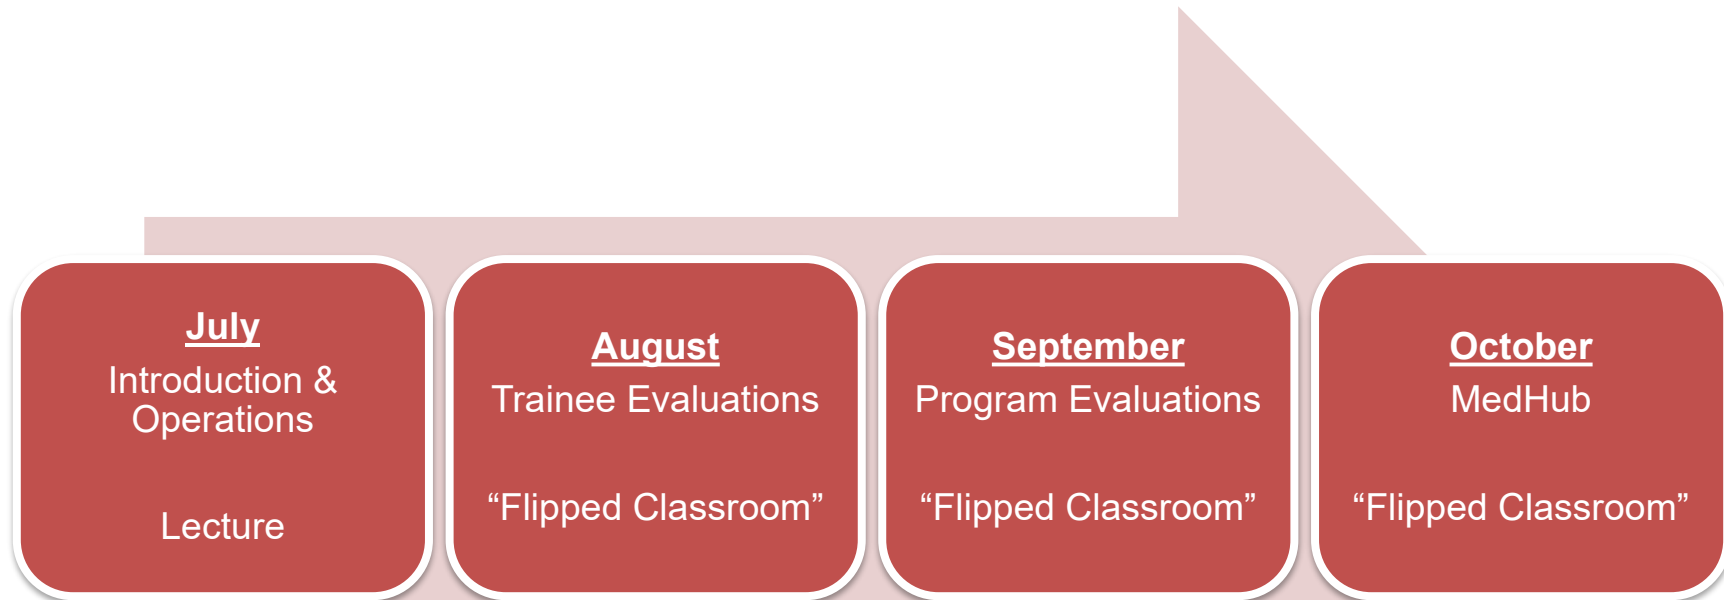 July
Introduction &
Operations
Lecture
August
Trainee Evaluations
“Flipped Classroom”
September
Program Evaluations
“Flipped Classroom”
October
MedHub
“Flipped Classroom”